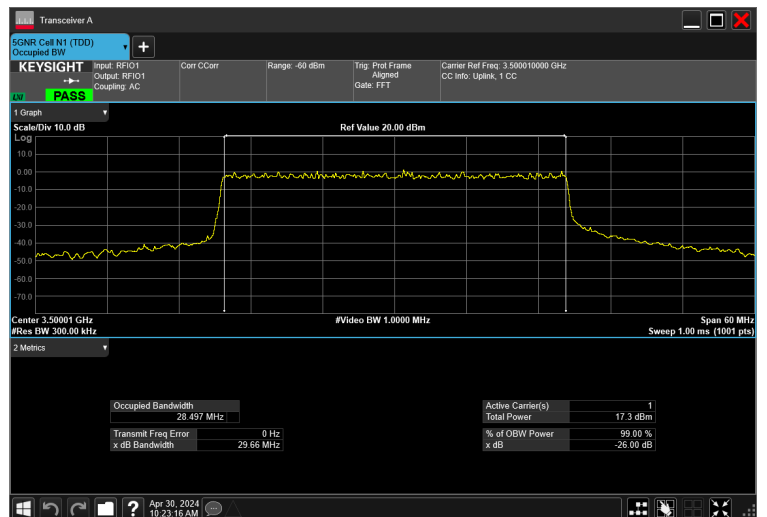 Transceiver A
5GNR Cell N1 (TDD)
Occupied BW
KEYSIGHT
LXI
PASS
Input: RFIO1
Output: RFIO1
Coupling: AC
Corr CCorr
Range: -60 dBm
Trig: Prot Frame
Aligned
Gate: FFT
Carrier Ref Freq: 3.500010000 GHz
CC Info: Uplink, 1 CC
1 Graph
Scale/Div 10.0 dB
Ref Value 20.00 dBm
Log
10.0
0.00
-10.0
-20.0
-30.0
-40.0
-50.0
-60.0
-70.0
Center 3.50001 GHz
#Video BW 1.0000 MHz
Span 60 MHz
#Res BW 300.00 kHz
Sweep 1.00 ms (1001 pts)
2 Metrics
Occupied Bandwidth
28.497 MHz
Transmit Freq Error 0 Hz
x dB Bandwidth 29.66 MHz
Active Carrier(s) 1
Total Power 17.3 dBm
% of OBW Power 99.00 %
x dB -26.00 dB
?
Apr 30, 2024
10:23:16 AM